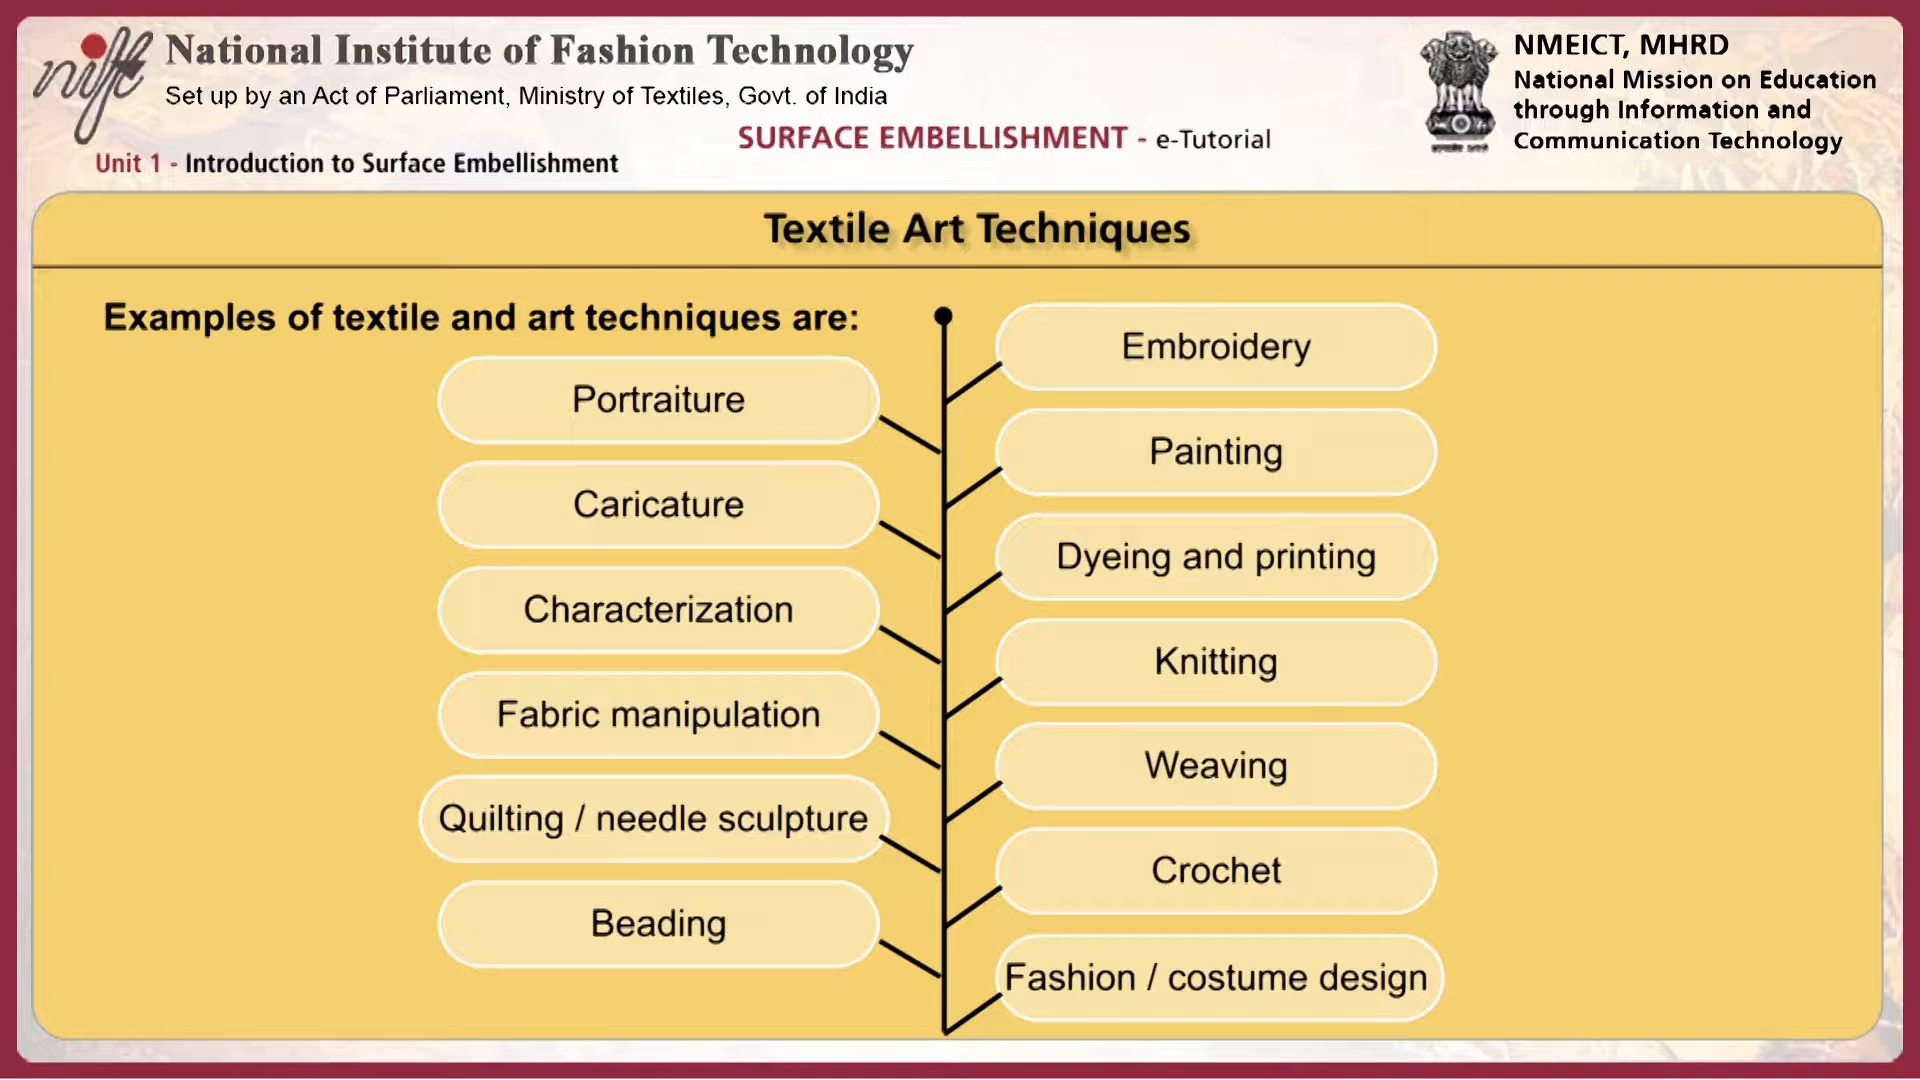 nift
National Institute of Fashion Technology
Set up by an Act of Parliament, Ministry of Textiles, Govt. of India
NMEICT, MHRD
National Mission on Education
through Information and
Communication Technology
SURFACE EMBELLISHMENT - e-Tutorial
Unit 1 - Introduction to Surface Embellishment
Textile Art Techniques
Examples of textile and art techniques are:
Portraiture
Caricature
Characterization
Fabric manipulation
Quilting / needle sculpture
Beading
Embroidery
Painting
Dyeing and printing
Knitting
Weaving
Crochet
Fashion / costume design